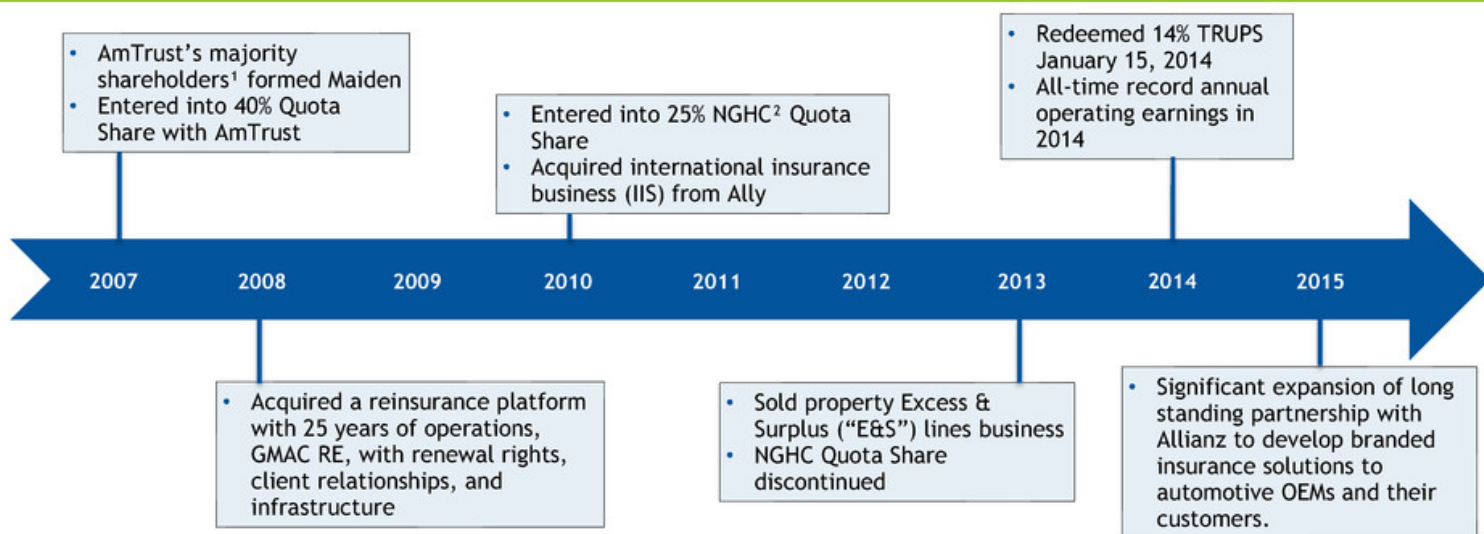 • AmTrust’s majority
shareholders¹ formed Maiden
• Entered into 40% Quota
Share with AmTrust
• Entered into 25% NGHC² Quota
Share
• Acquired international insurance
business (IIS) from Ally
• Redeemed 14% TRUPS
January 15, 2014
• All-time record annual
operating earnings in
2014
2007 2008 2009 2010 2011 2012 2013 2014 2015
• Acquired a reinsurance platform
with 25 years of operations,
GMAC RE, with renewal rights,
client relationships, and
infrastructure
• Sold property Excess &
Surplus (“E&S”) lines business
• NGHC Quota Share
discontinued
• Significant expansion of long
standing partnership with
Allianz to develop branded
insurance solutions to
automotive OEMs and their
customers.